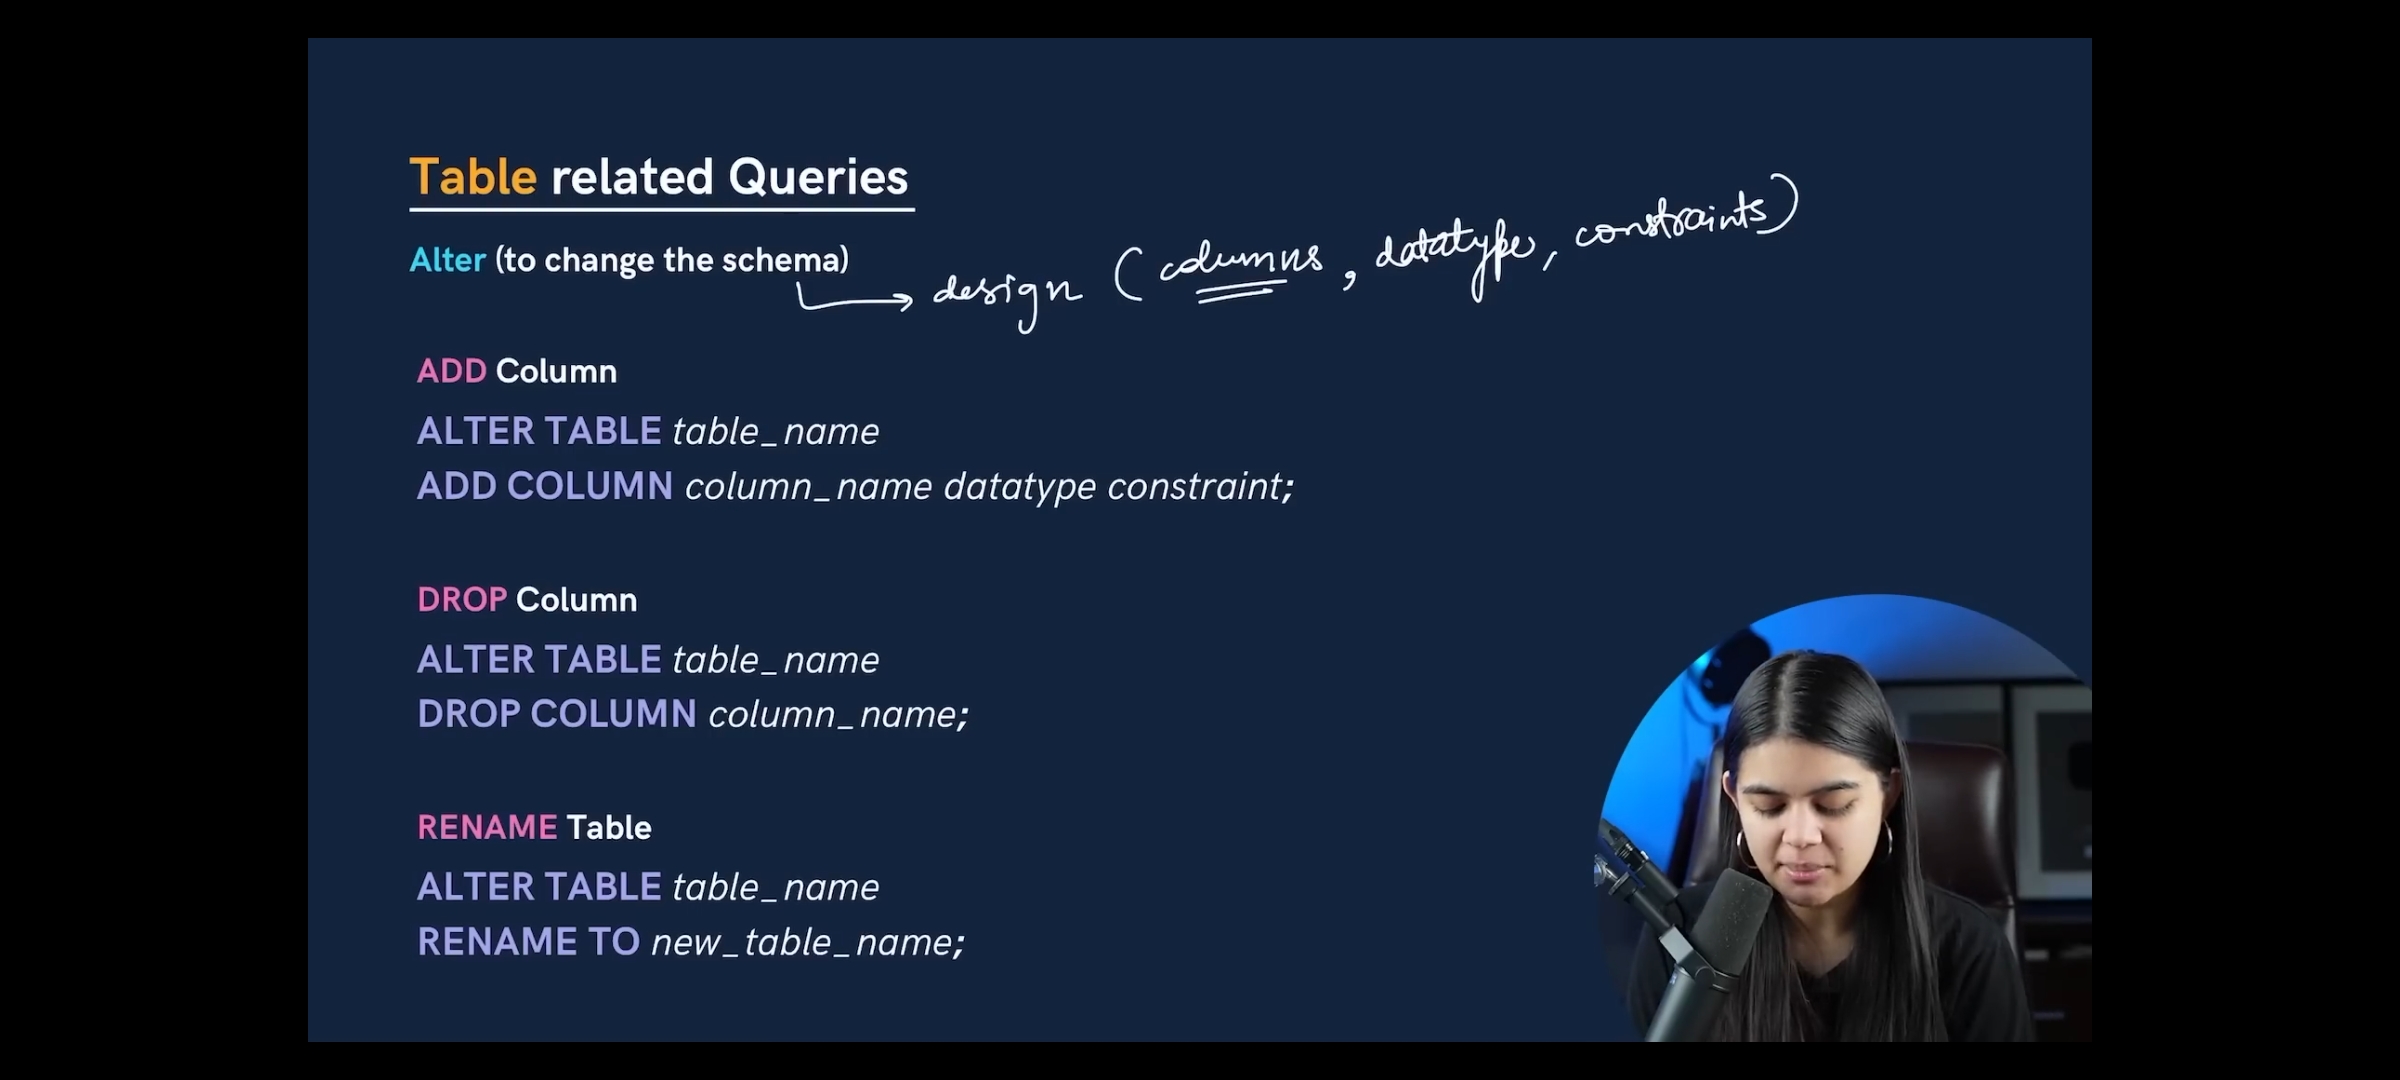 Table related Queries
Alter (to change the schema)
design (columns, datatype, constraints)
ADD Column
ALTER TABLE table_name
ADD COLUMN column_name datatype constraint;
DROP Column
ALTER TABLE table_name
DROP COLUMN column_name;
RENAME Table
ALTER TABLE table_name
RENAME TO new_table_name;